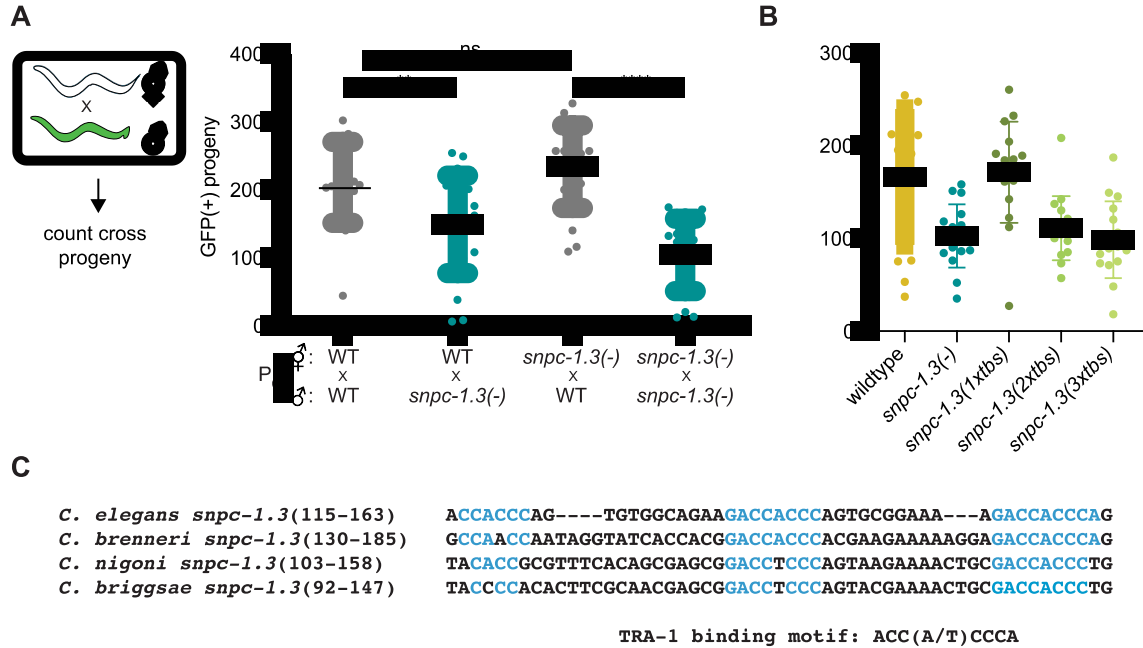 A
B
X
count cross
progeny
GFP(+) progeny
ns
400
300
200
100
WT
WT
snpc-1.3(-)
snpc-1.3(-)
X
X
X
X
WT
snpc-1.3(-)
WT
snpc-1.3(-)
300
200
100
wildtype
snpc-1.3(-)
snpc-1.3(1xtbs)
snpc-1.3(2xtbs)
snpc-1.3(3xtbs)
C
C. elegans snpc-1.3(115-163) ACCACCCAG----TGTGGCAGAAGACCACCCAGTGCGGAAA---AGACCACCCAG
C. brenneri snpc-1.3(130-185) GCCAACCAATAGGTATCACCACGGACCACCCACGAAGAAAAAGGAGACCACCCAG
C. nigoni snpc-1.3(103-158) TACACCGCGTTTCACAGCGAGCGGACCTCCCAGTAAGAAAACTGCGACCACCCTG
C. briggsae snpc-1.3(92-147) TACCCCACACTTCGCAACGAGCGGACCTCCCAGTACGAAAACTGCGACCACCCTG
TRA-1 binding motif: ACC(A/T)CCCA